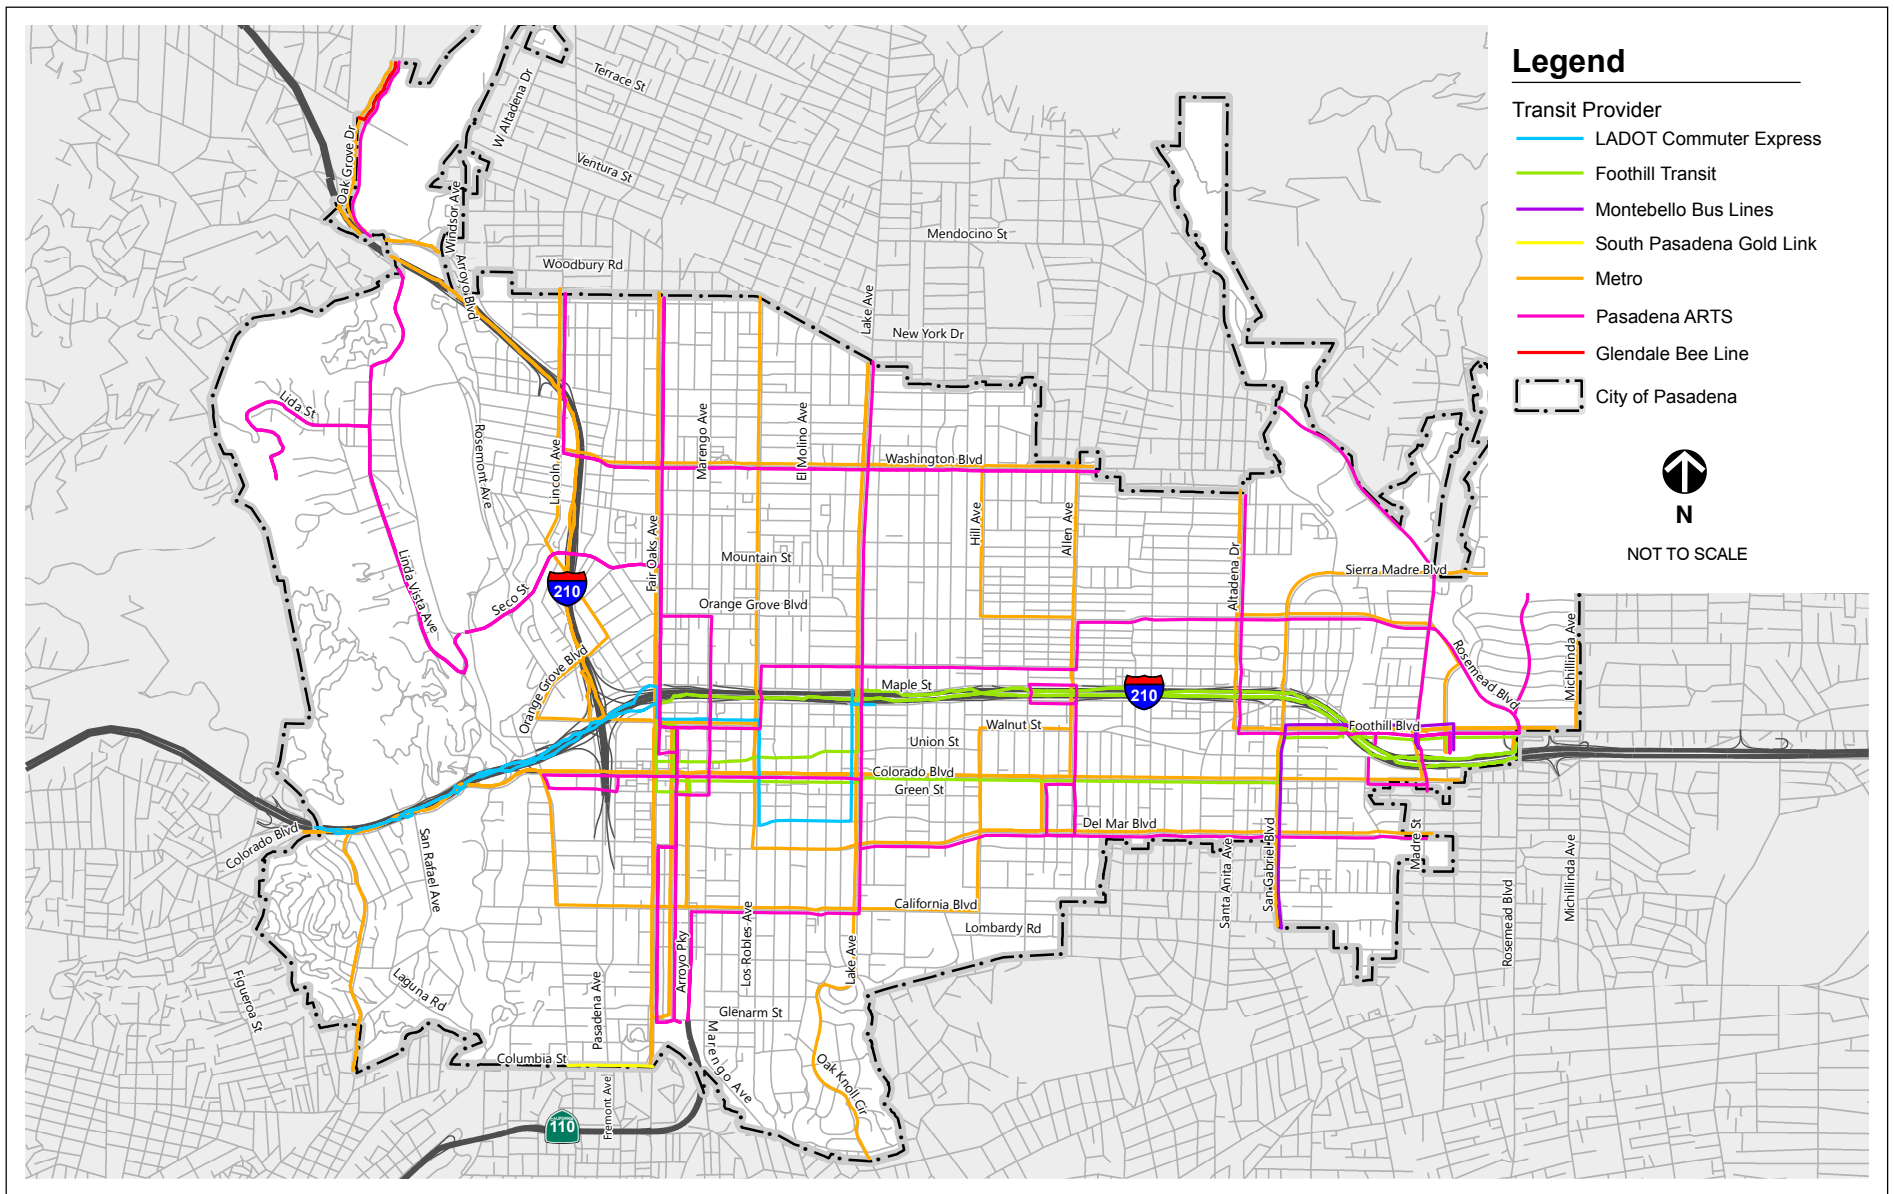 Legend
Transit Provider
LADOT Commuter Express
Foothill Transit
Montebello Bus Lines
South Pasadena Gold Link
Metro
Pasadena ARTS
Glendale Bee Line
City of Pasadena
N
NOT TO SCALE
Terrace St
W Altadena Dr
Oak Grove Dr
Ventura St
Windsor Ave
Mendocino St
Woodbury Rd
Arroyo Blvd
Lake Ave
New York Dr
Lida St
Marengo Ave
El Molino Ave
Rosemont Ave
Lincoln Ave
Washington Blvd
Hill Ave
Allen Ave
Fair Oaks Ave
Mountain St
Altadena Dr
Sierra Madre Blvd
Linda Vista Ave
Seco St
210
Orange Grove Blvd
Michillinda Ave
Rosemead Blvd
Orange Grove Blvd
Maple St
210
Walnut St
Foothill Blvd
Union St
Colorado Blvd
Green St
Del Mar Blvd
Colorado Blvd
San Rafael Ave
Santa Anita Ave
San Gabriel Blvd
Madre St
Michillinda Ave
Rosemead Blvd
California Blvd
Lombardy Rd
Los Robles Ave
Arroyo Pky
Lake Ave
Figueroa St
Laguna Rd
Pasadena Ave
Glenarm St
Marengo Ave
Columbia St
Oak Knoll Cir
Fremont Ave
CALIFORNIA
110